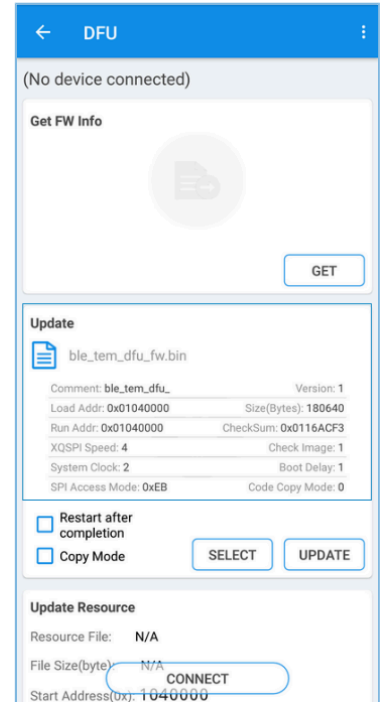 DFU
(No device connected)
Get FW Info
GET
Update
ble_tem_dfu_fw.bin
Comment: ble_tem_dfu_ Version: 1
Load Addr: 0x01040000 Size(Bytes): 180640
Run Addr: 0x01040000 CheckSum: 0x0116ACF3
XQSPI Speed: 4 Check Image: 1
System Clock: 2 Boot Delay: 1
SPI Access Mode: 0xEB Code Copy Mode: 0
Restart after
completion
Copy Mode SELECT UPDATE
Update Resource
Resource File: N/A
File Size(byte): N/A
CONNECT
Start Address(0x): 1040000